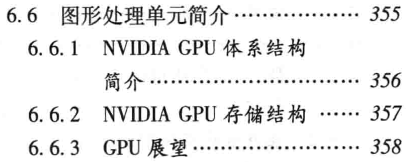 6.6 图形处理单元简介………………… 355
6.6.1 NVIDIA GPU 体系结构
简介………………………… 356
6.6.2 NVIDIA GPU 存储结构 …… 357
6.6.3 GPU 展望…………………… 358